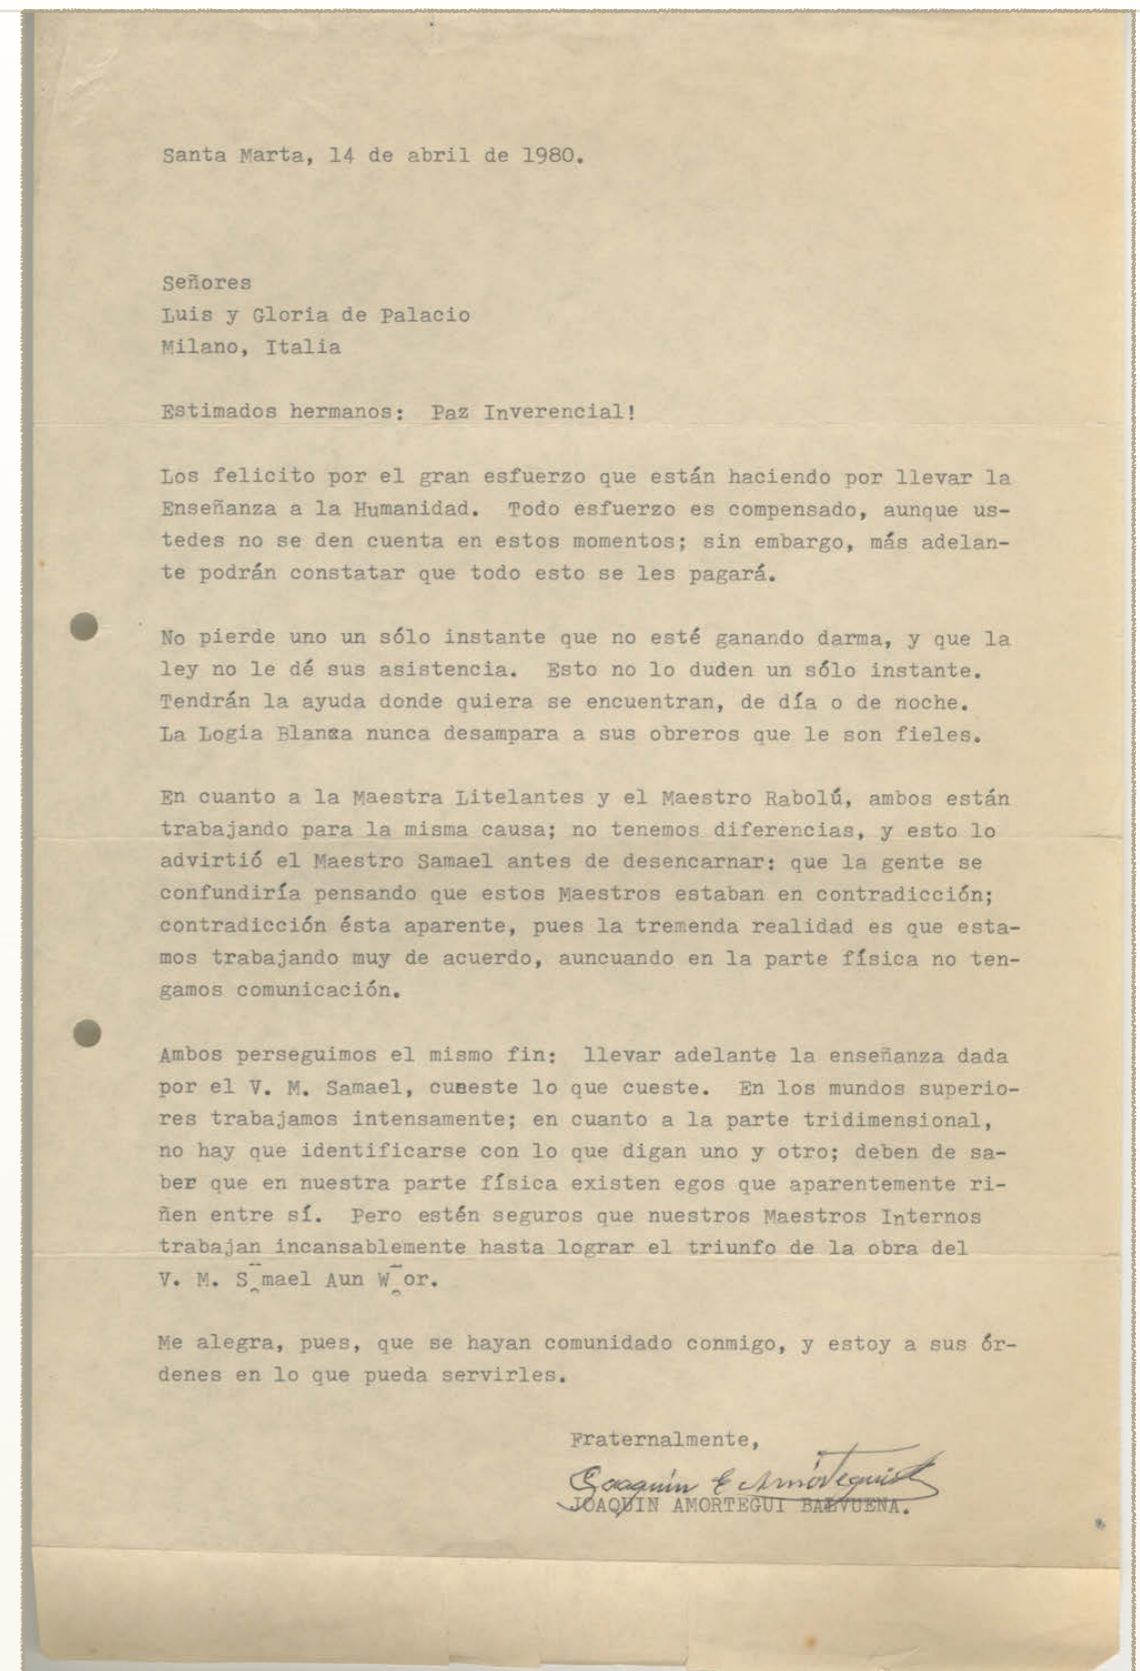 Santa Marta, 14 de abril de 1980.
Señores
Luis y Gloria de Palacio
Milano, Italia
Estimados hermanos: Paz Inverencial!
Los felicito por el gran esfuerzo que están haciendo por llevar la
Enseñanza a la Humanidad. Todo esfuerzo es compensado, aunque us-
tedes no se den cuenta en estos momentos; sin embargo, más adelan-
te podrán constatar que todo esto se les pagará.
No pierde uno un sólo instante que no esté ganando darma, y que la
ley no le dé sus asistencia. Esto no lo duden un sólo instante.
Tendrán la ayuda donde quiera se encuentran, de día o de noche.
La Logia Blanca nunca desampara a sus obreros que le son fieles.
En cuanto a la Maestra Litelantes y el Maestro Rabolú, ambos están
trabajando para la misma causa; no tenemos diferencias, y esto lo
advirtió el Maestro Samael antes de desencarnar: que la gente se
confundiría pensando que estos Maestros estaban en contradicción;
contradicción ésta aparente, pues la tremenda realidad es que esta-
mos trabajando muy de acuerdo, auncuando en la parte física no ten-
gamos comunicación.
Ambos perseguimos el mismo fin: llevar adelante la enseñanza dada
por el V. M. Samael, cueste lo que cueste. En los mundos superio-
res trabajamos intensamente; en cuanto a la parte tridimensional,
no hay que identificarse con lo que digan uno y otro; deben de sa-
ber que en nuestra parte física existen egos que aparentemente ri-
ñen entre sí. Pero estén seguros que nuestros Maestros Internos
trabajan incansablemente hasta lograr el triunfo de la obra del
V. M. Samael Aun Weor.
Me alegra, pues, que se hayan comunidado conmigo, y estoy a sus ór-
denes en lo que pueda servirles.
Fraternalmente,
Joaquin E Amortegui B
JOAQUIN AMORTEGUI BALVUENA.